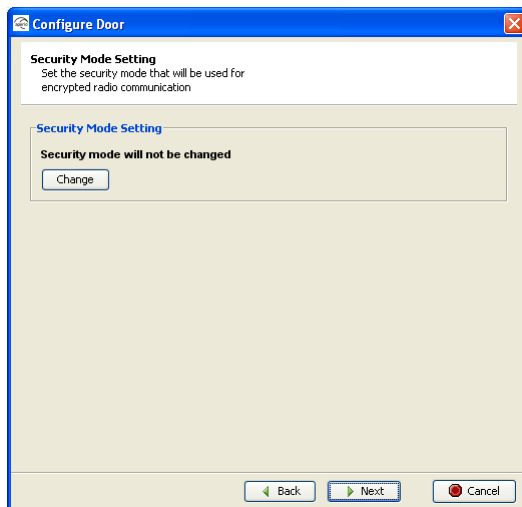 Configure Door
Security Mode Setting
Set the security mode that will be used for
encrypted radio communication
Security Mode Setting
Security mode will not be changed
Change
Back
Next
Cancel